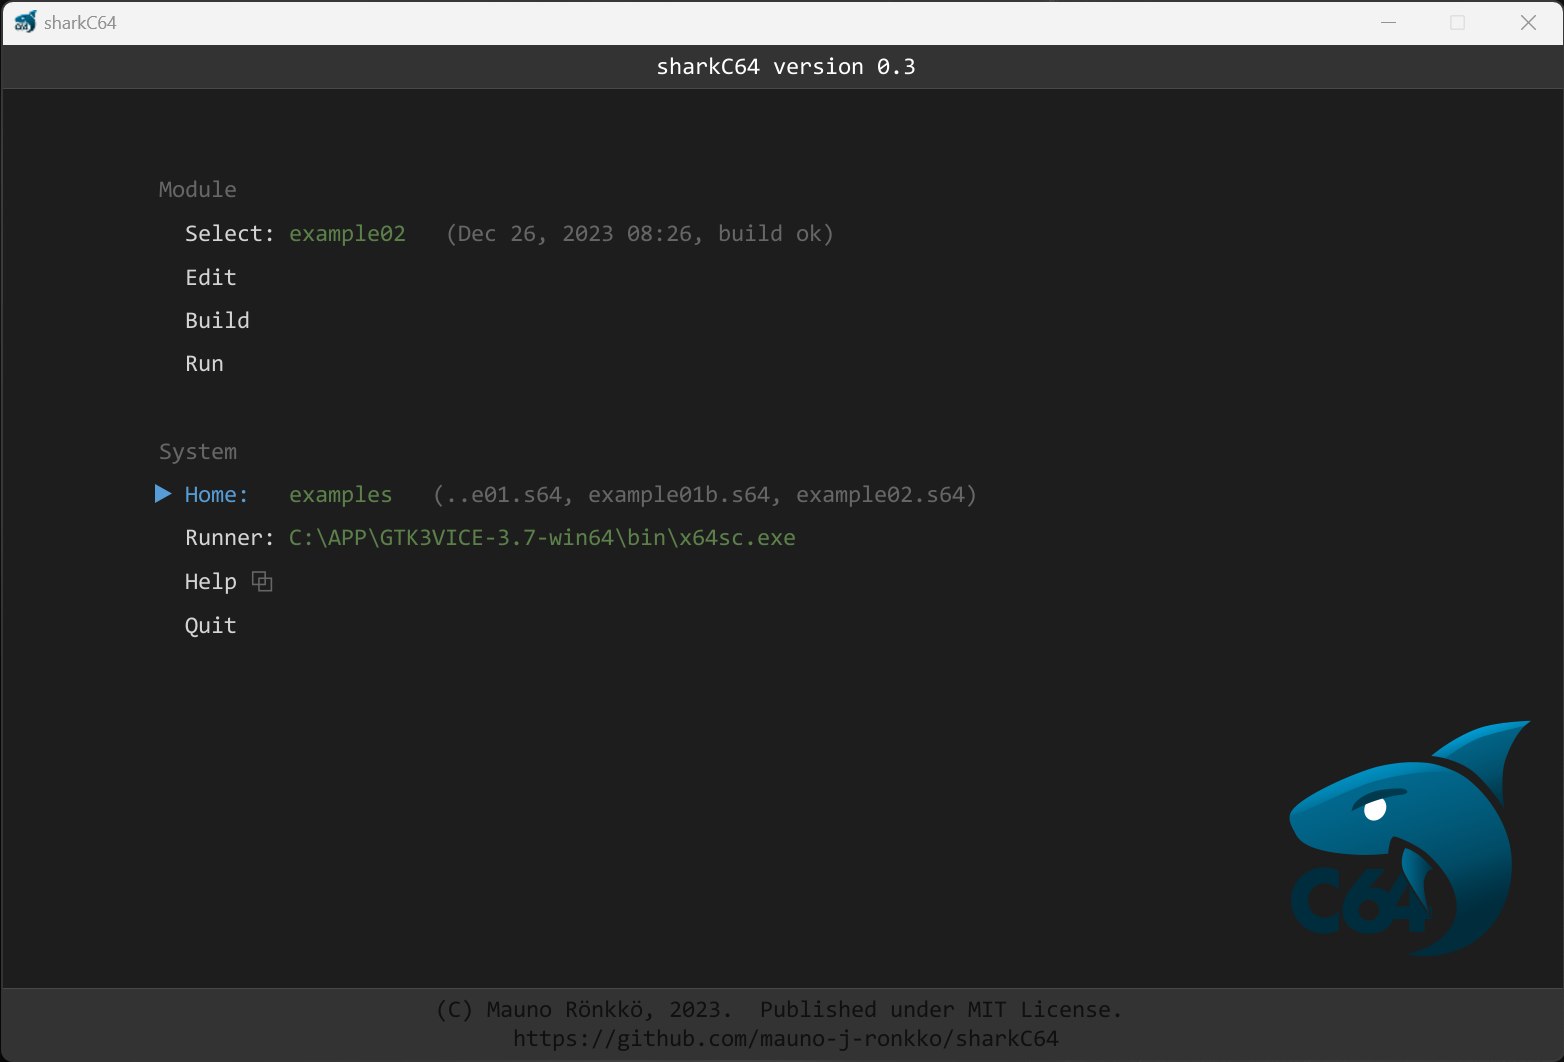 sharkC64
sharkC64 version 0.3
Module
Select: example02 (Dec 26, 2023 08:26, build ok)
Edit
Build
Run
System
Home: examples (..e01.s64, example01b.s64, example02.s64)
Runner: C:\APP\GTK3VICE-3.7-win64\bin\x64sc.exe
Help
Quit
C64
(C) Mauno Rönkkö, 2023. Published under MIT License.
https://github.com/mauno-j-ronkko/sharkC64